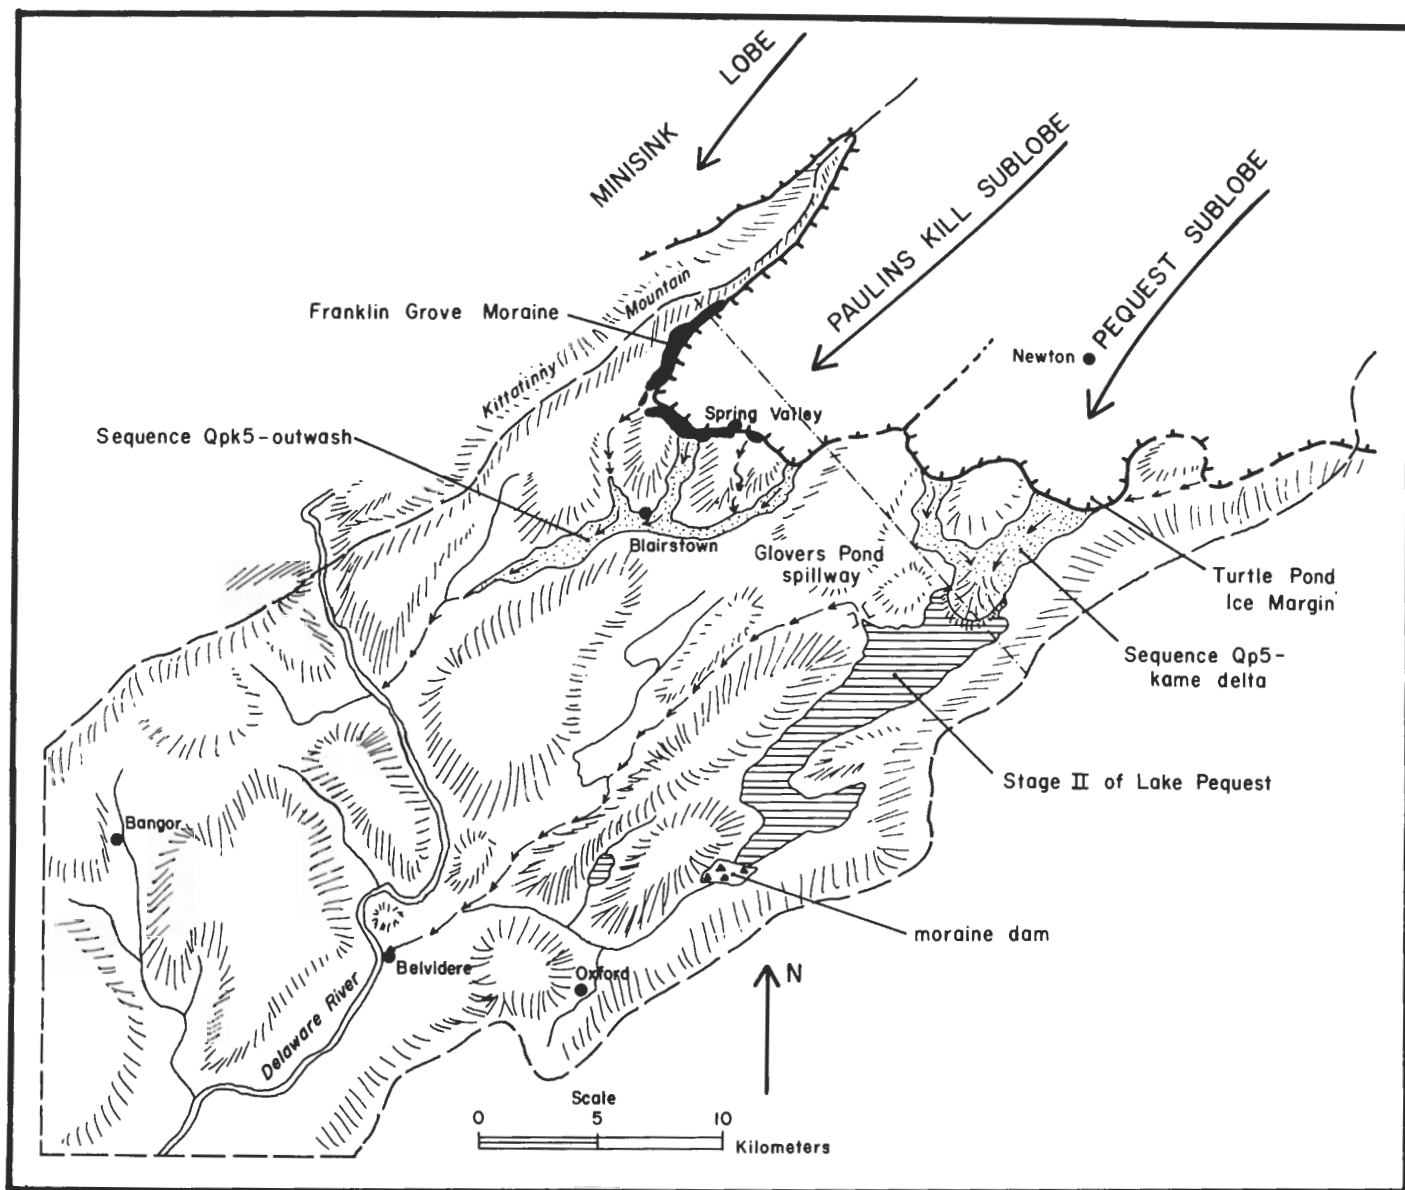 MINISINK
LOBE
PAULINS KILL SUBLOBE
PEQUEST SUBLOBE
Newton
Franklin Grove Moraine
Kittatinny Mountain
X
Spring Valley
Sequence Qpk5-outwash
Blairstown
Glovers Pond
spillway
Turtle Pond
Ice Margin
Sequence Qp5-
kame delta
Stage II of Lake Pequest
Bangor
moraine dam
Belvidere
Oxford
N
Delaware River
Scale
0 5 10
Kilometers